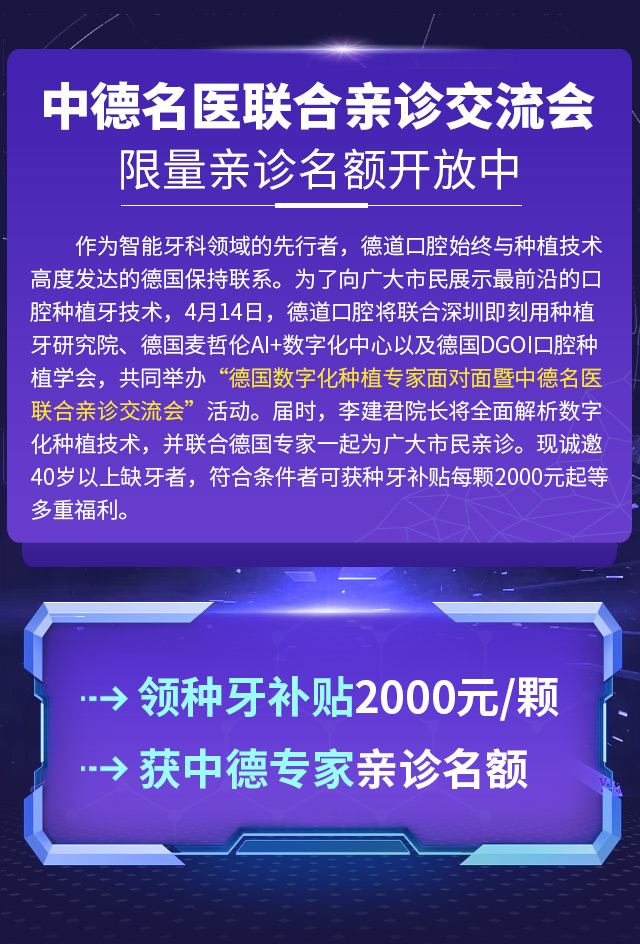 中德名医联合亲诊交流会
限量亲诊名额开放中
作为智能牙科领域的先行者，德道口腔始终与种植技术
高度发达的德国保持联系。为了向广大市民展示最前沿的口
腔种植牙技术，4月14日，德道口腔将联合深圳即刻用种植
牙研究院、德国麦哲伦AI+数字化中心以及德国DGOI口腔种
植学会，共同举办“德国数字化种植专家面对面暨中德名医
联合亲诊交流会”活动。届时，李建君院长将全面解析数字
化种植技术，并联合德国专家一起为广大市民亲诊。现诚邀
40岁以上缺牙者，符合条件者可获种牙补贴每颗2000元起等
多重福利。
领种牙补贴2000元/颗
获中德专家亲诊名额